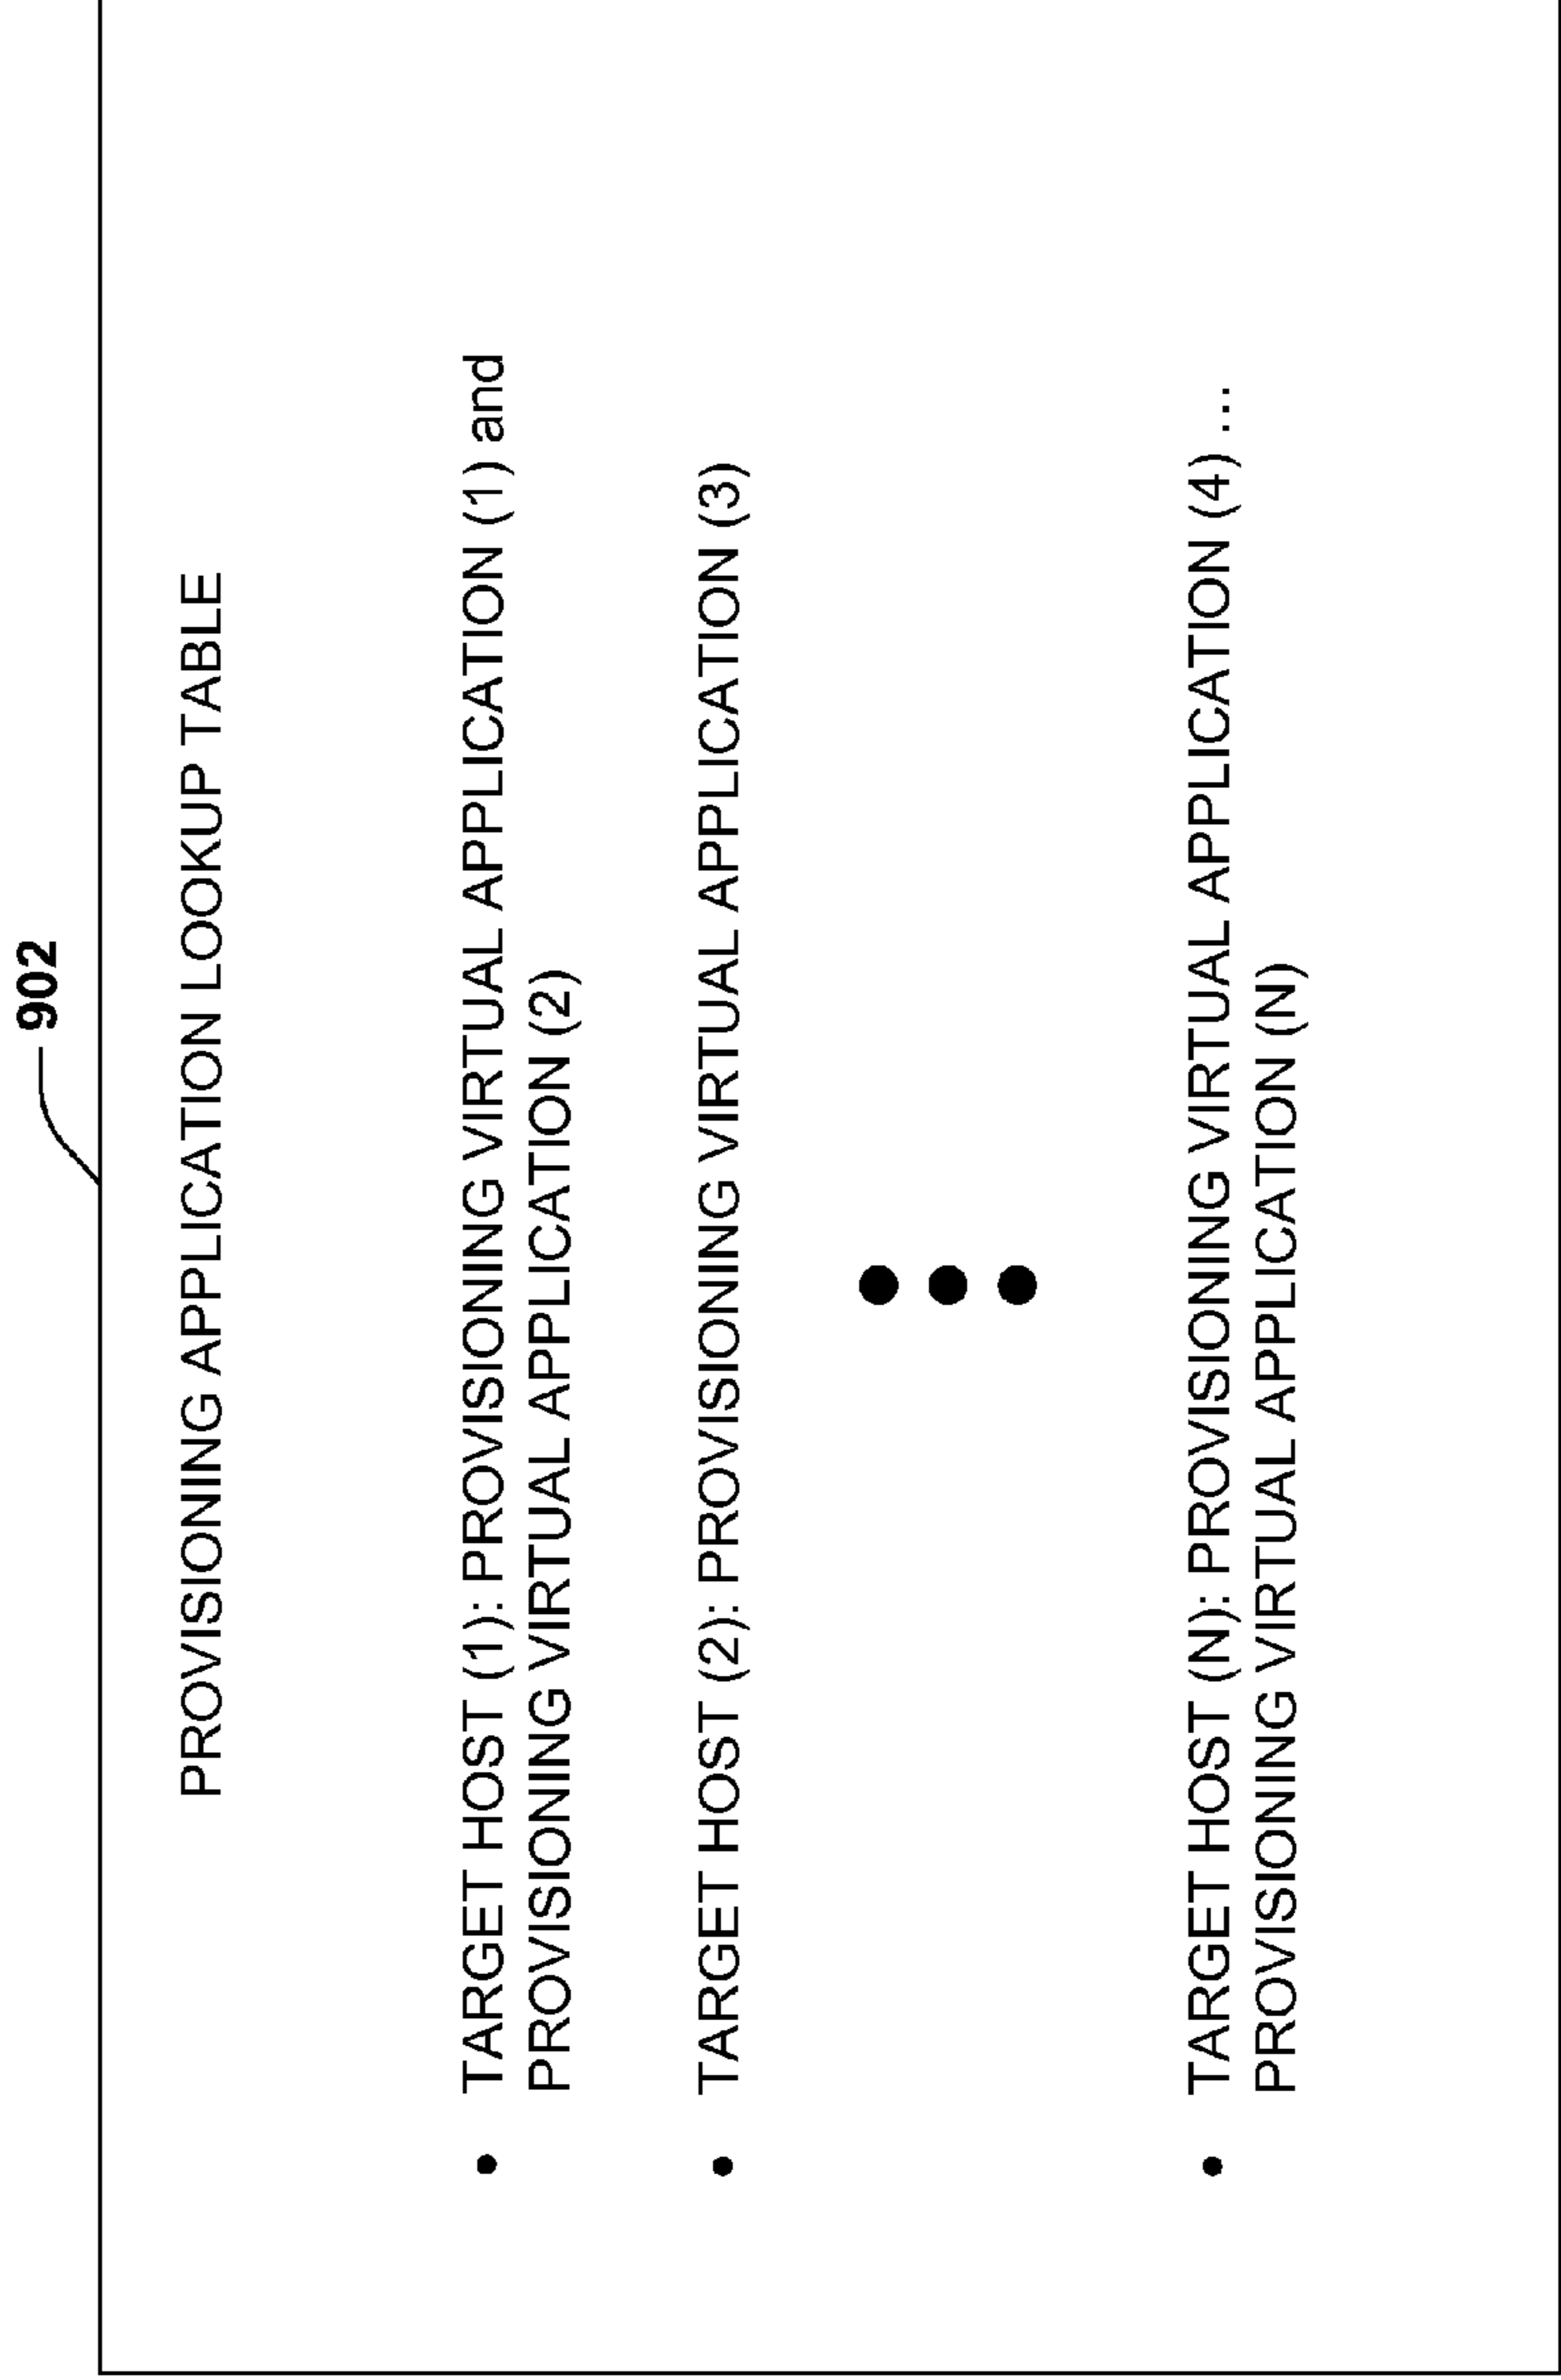 902
PROVISIONING APPLICATION LOOKUP TABLE
• TARGET HOST (1): PROVISIONING VIRTUAL APPLICATION (1) and
PROVISIONING VIRTUAL APPLICATION (2)
• TARGET HOST (2): PROVISIONING VIRTUAL APPLICATION (3)
• TARGET HOST (N): PROVISIONING VIRTUAL APPLICATION (4) ...
PROVISIONING VIRTUAL APPLICATION (N)